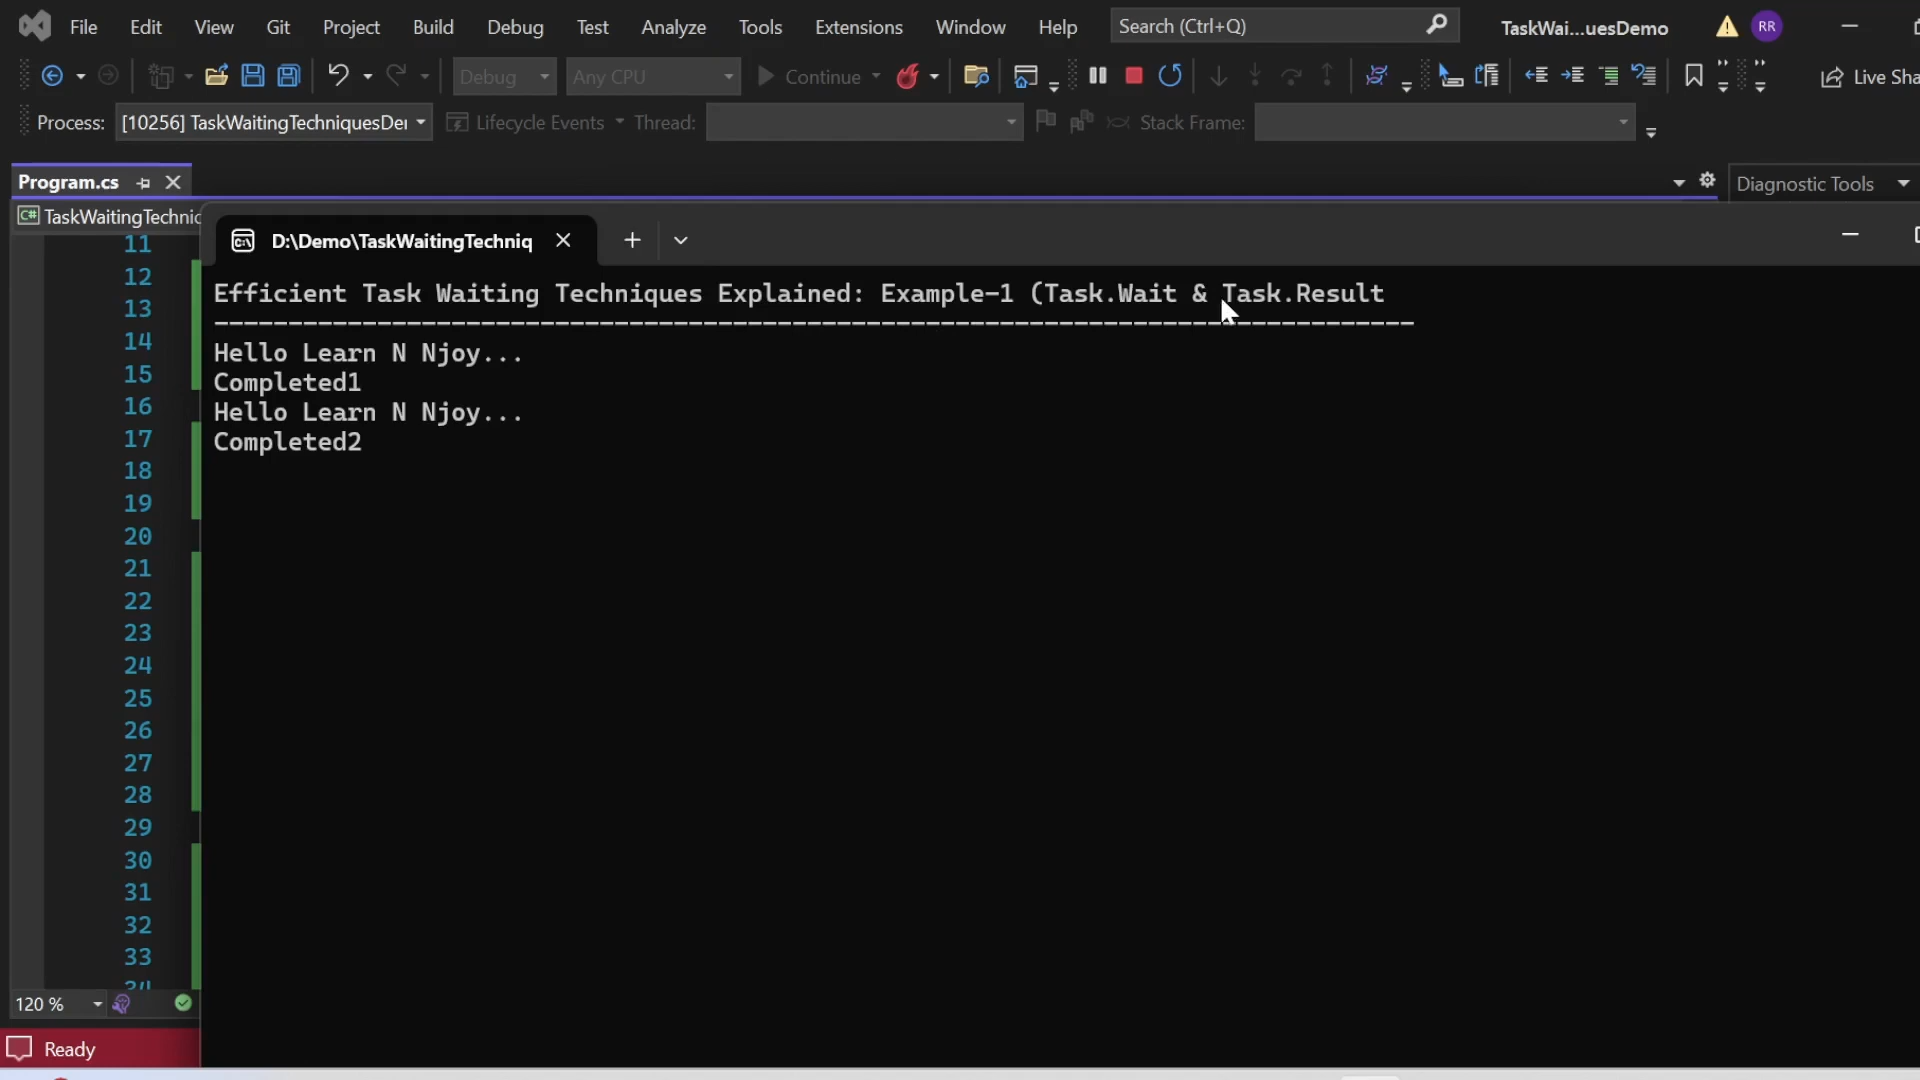 File Edit View Git Project Build Debug Test Analyze Tools Extensions Window Help Search (Ctrl+Q) TaskWai...uesDemo RR
Debug Any CPU Continue Live Sha
Process: [10256] TaskWaitingTechniquesDer Lifecycle Events Thread: Stack Frame:
Program.cs Diagnostic Tools
C# TaskWaitingTechnic
D:\Demo\TaskWaitingTechniq
Efficient Task Waiting Techniques Explained: Example-1 (Task.Wait & Task.Result
---------------------------------------------------------------------------------
Hello Learn N Njoy...
Completed1
Hello Learn N Njoy...
Completed2
11
12
13
14
15
16
17
18
19
20
21
22
23
24
25
26
27
28
29
30
31
32
33
34
120 %
Ready